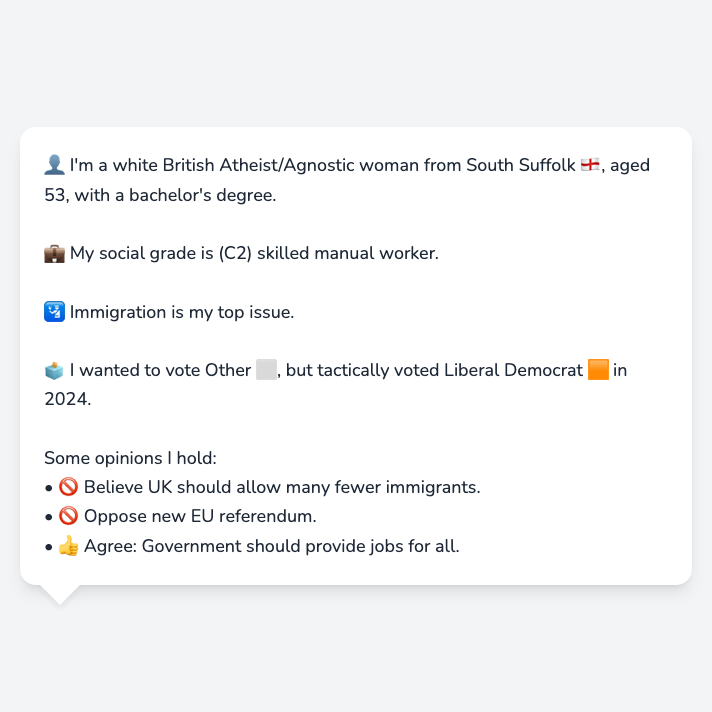 👤 I'm a white British Atheist/Agnostic woman from South Suffolk 🏴󠁧󠁢󠁥󠁮󠁧󠁿, aged
53, with a bachelor's degree.
💼 My social grade is (C2) skilled manual worker.
🛂 Immigration is my top issue.
🗳️ I wanted to vote Other ⬜, but tactically voted Liberal Democrat 🟧 in
2024.
Some opinions I hold:
• 🚫 Believe UK should allow many fewer immigrants.
• 🚫 Oppose new EU referendum.
• 👍 Agree: Government should provide jobs for all.